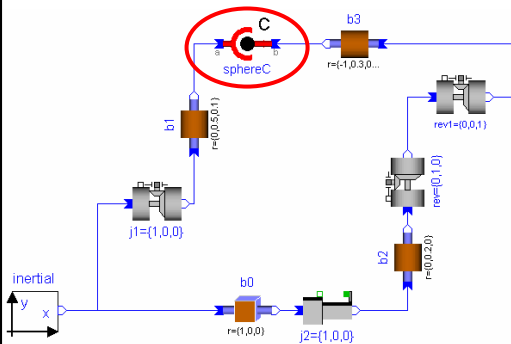 C
b3
a
b
sphereC
r={-1,0.3,0...
b1
r={0,0.5,0.1}
rev1={0,0,1}
rev={0,1,0}
j1={1,0,0}
b2
r={0,0.2,0}
inertial
y
x
b0
r={1,0,0}
j2={1,0,0}